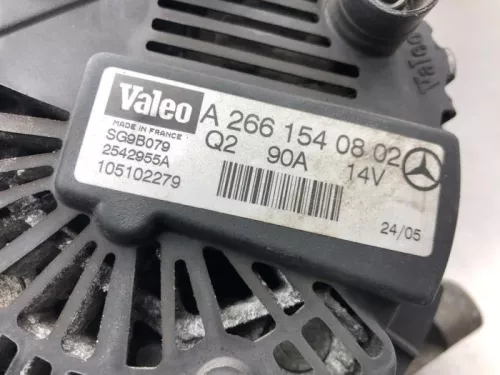 Valeo
Valeo
A 266 154 08 02
MADE IN FRANCE
SG9B079
Q2 90A 14V
2542955A
105102279
24/05